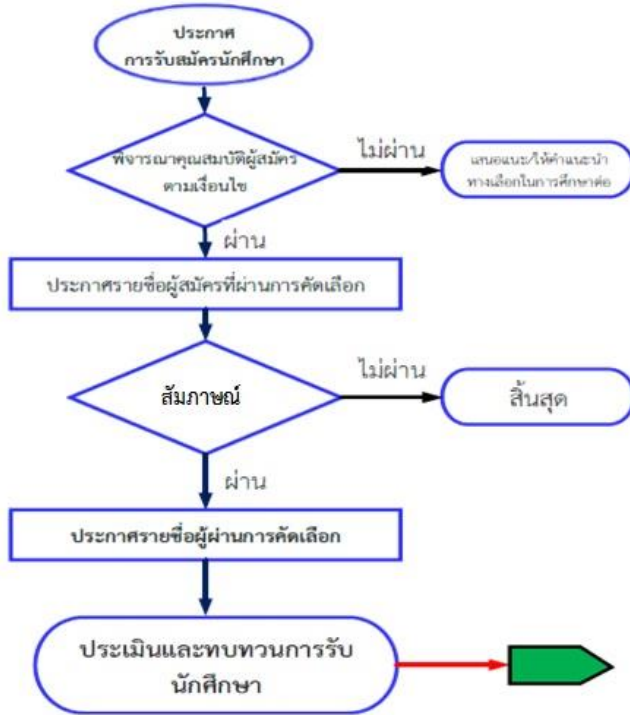 ประกาศ
การรับสมัครนักศึกษา
พิจารณาคุณสมบัติผู้สมัคร
ตามเงื่อนไข
ไม่ผ่าน
เสนอแนะ/ให้คำแนะนำ
ทางเลือกในการศึกษาต่อ
ผ่าน
ประกาศรายชื่อผู้สมัครที่ผ่านการคัดเลือก
สัมภาษณ์
ไม่ผ่าน
สิ้นสุด
ผ่าน
ประกาศรายชื่อผู้ผ่านการคัดเลือก
ประเมินและทบทวนการรับ
นักศึกษา